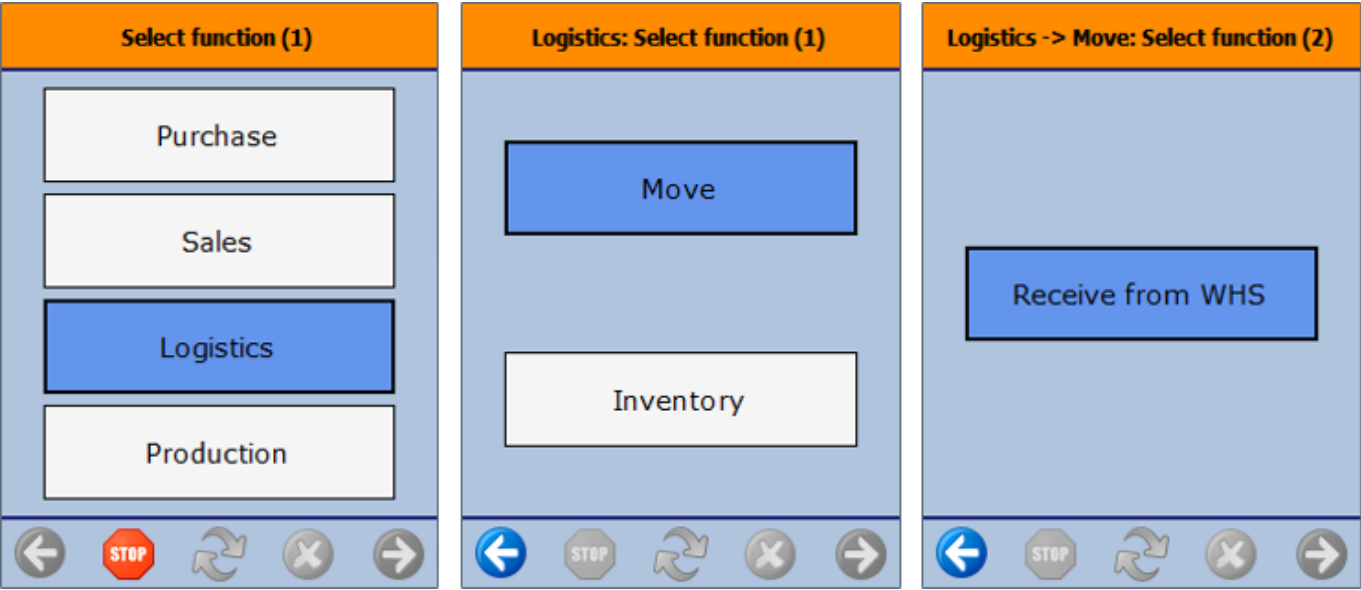 Select function (1)
Purchase
Sales
Logistics
Production
STOP
Logistics: Select function (1)
Move
Inventory
STOP
Logistics -> Move: Select function (2)
Receive from WHS
STOP